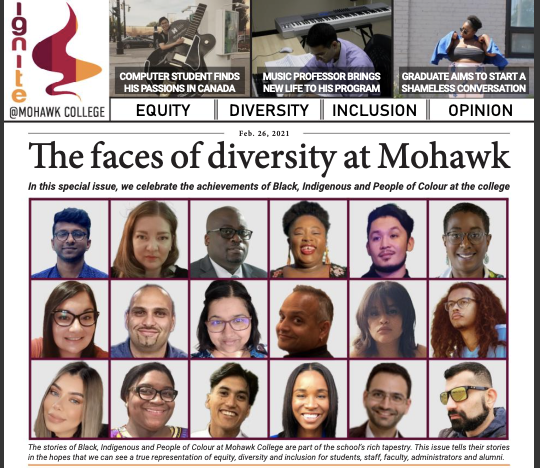 ignite
@MOHAWK COLLEGE
COMPUTER STUDENT FINDS
HIS PASSIONS IN CANADA
MUSIC PROFESSOR BRINGS
NEW LIFE TO HIS PROGRAM
GRADUATE AIMS TO START A
SHAMELESS CONVERSATION
EQUITY
DIVERSITY
INCLUSION
OPINION
Feb. 26, 2021
The faces of diversity at Mohawk
In this special issue, we celebrate the achievements of Black, Indigenous and People of Colour at the college
The stories of Black, Indigenous and People of Colour at Mohawk College are part of the school's rich tapestry. This issue tells their stories
in the hopes that we can see a true representation of equity, diversity and inclusion for students, staff, faculty, administrators and alumni.